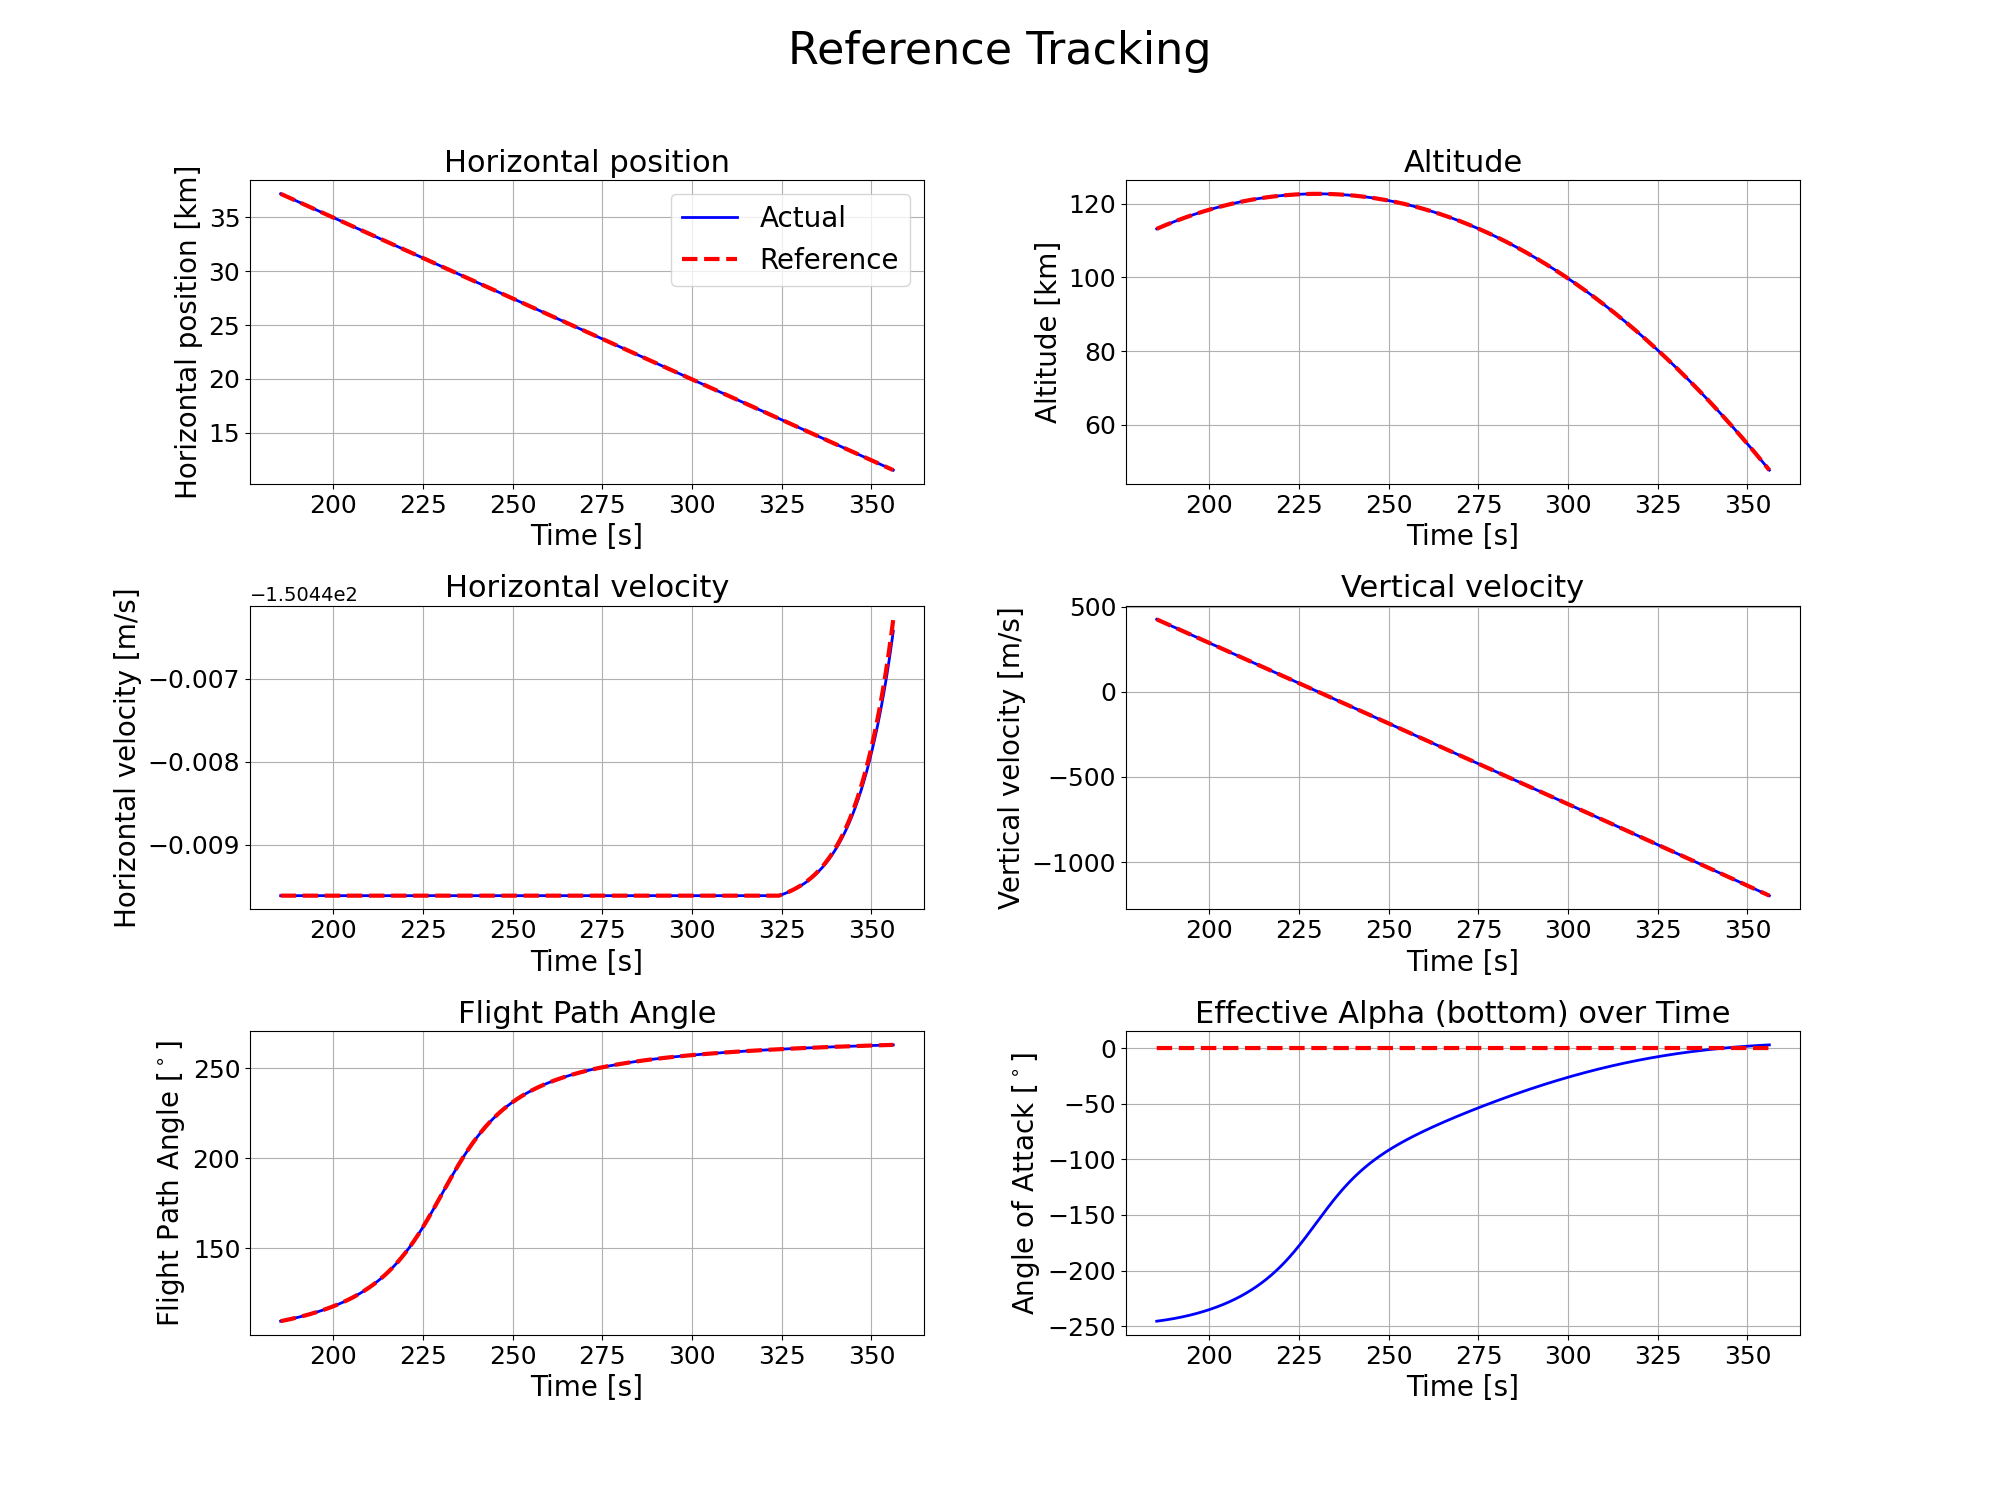 Reference Tracking
Horizontal position
Horizontal position [km]
35
30
25
20
15
Actual
Reference
200 225 250 275 300 325 350
Time [s]
Altitude
Altitude [km]
120
100
80
60
200 225 250 275 300 325 350
Time [s]
Horizontal velocity
−1.5044e2
Horizontal velocity [m/s]
−0.007
−0.008
−0.009
200 225 250 275 300 325 350
Time [s]
Vertical velocity
Vertical velocity [m/s]
500
0
−500
−1000
200 225 250 275 300 325 350
Time [s]
Flight Path Angle
Flight Path Angle [°]
250
200
150
200 225 250 275 300 325 350
Time [s]
Effective Alpha (bottom) over Time
Angle of Attack [°]
0
−50
−100
−150
−200
−250
200 225 250 275 300 325 350
Time [s]